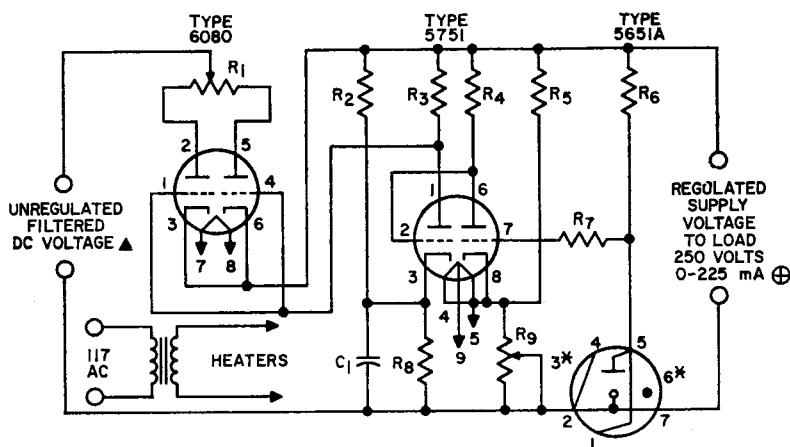 TYPE
6080
TYPE
5751
TYPE
5651A
R1
R2
R3
R4
R5
R6
2
5
1
4
3
6
7
8
UNREGULATED
FILTERED
DC VOLTAGE ▲
1
6
2
7
3
8
4
5
9
R7
REGULATED
SUPPLY
VOLTAGE
TO LOAD
250 VOLTS
0-225 mA ⊕
117
AC
HEATERS
C1
R8
R9
4
5
3*
6*
2
7
1